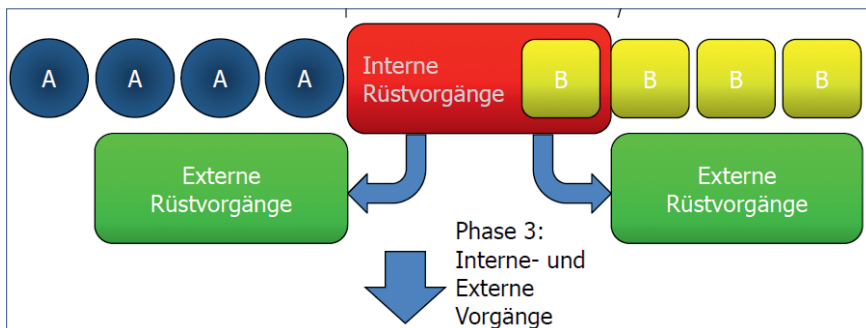 A A A A Interne B B B B
Rüstvorgänge
Externe Externe
Rüstvorgänge Rüstvorgänge
Phase 3:
Interne- und
Externe
Vorgänge